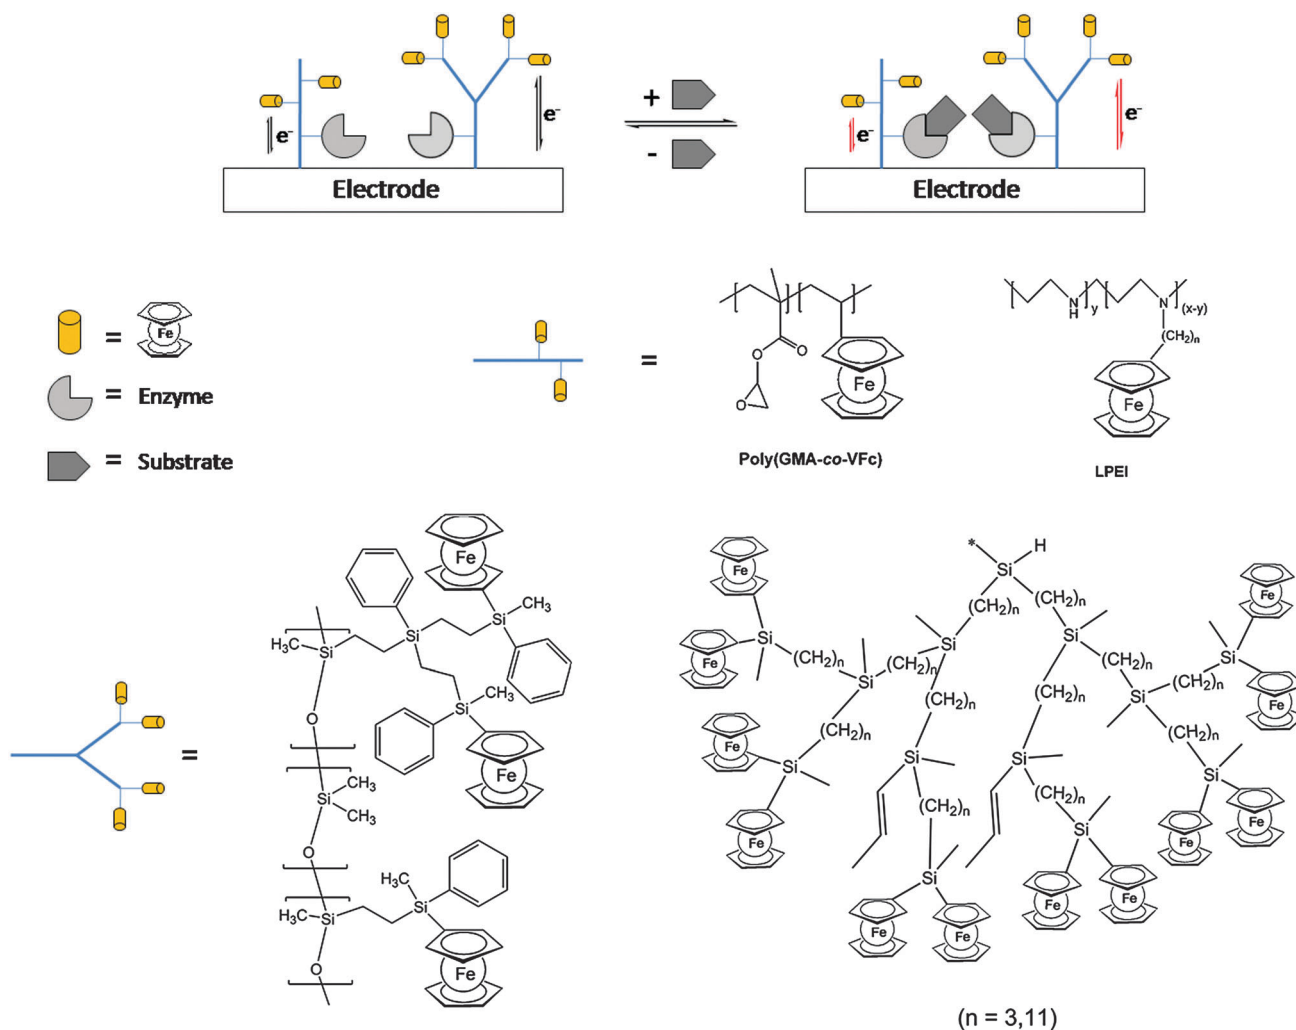 e⁻
e⁻
+
-
e⁻
e⁻
Electrode
Electrode
= Fe
= Enzyme
= Substrate
=
O
O
O
Fe
Poly(GMA-co-VFc)
N
H
y
N
(x-y)
(CH₂)n
Fe
LPEI
=
Fe
CH₃
Si
Si
H₃C
Si
CH₃
Si
O
Fe
CH₃
Si
CH₃
O
CH₃
H₃C
Si
Si
O
Fe
*
H
Si
Fe
(CH₂)n
(CH₂)n
Fe
Si
Si
Si
Fe
(CH₂)n
(CH₂)n
(CH₂)n
Si
Fe
Si
(CH₂)n
Si
Fe
Fe
(CH₂)n
(CH₂)n
(CH₂)n
(CH₂)n
Si
Si
Si
Si
(CH₂)n
(CH₂)n
Fe
Si
Fe
Fe
Si
Fe
Fe
Fe
Fe
(n = 3,11)